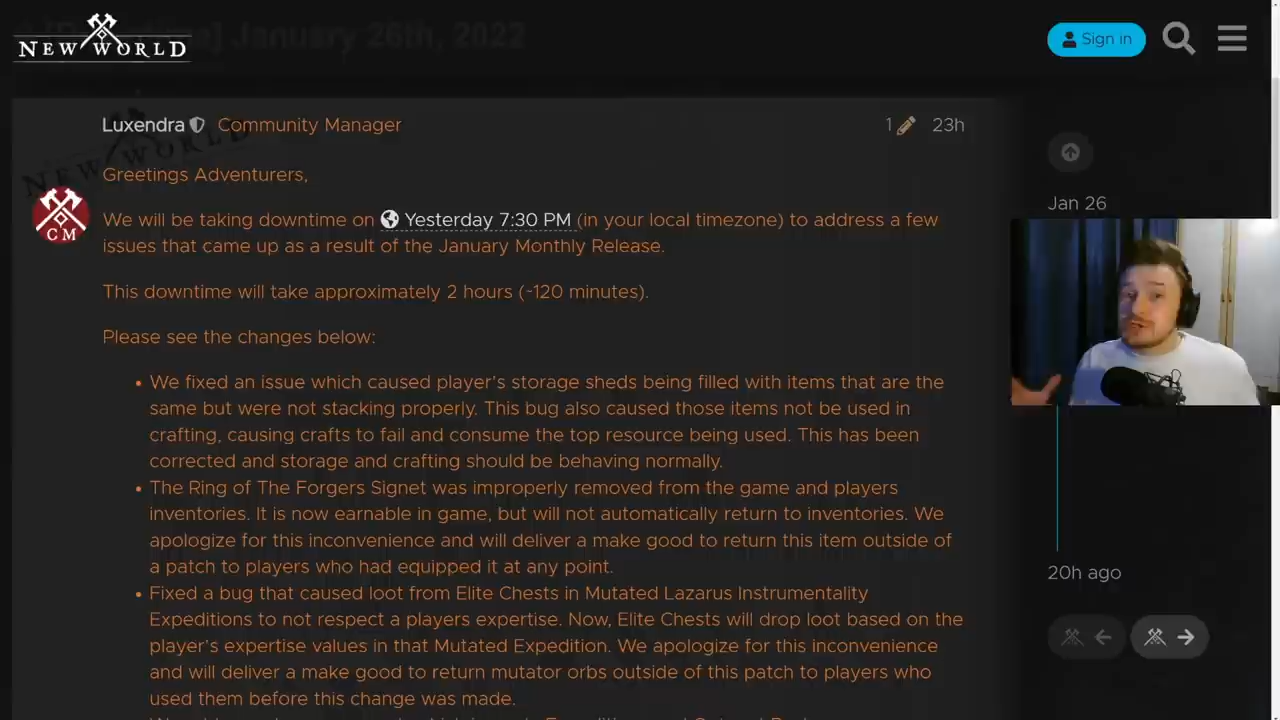 [Downtime] January 26th, 2022
NEW WORLD
Sign in
Luxendra Community Manager
1 23h
NEW WORLD
Greetings Adventurers,
Jan 26
We will be taking downtime on Yesterday 7:30 PM (in your local timezone) to address a few
issues that came up as a result of the January Monthly Release.
CM
This downtime will take approximately 2 hours (~120 minutes).
Please see the changes below:
• We fixed an issue which caused player's storage sheds being filled with items that are the
same but were not stacking properly. This bug also caused those items not be used in
crafting, causing crafts to fail and consume the top resource being used. This has been
corrected and storage and crafting should be behaving normally.
• The Ring of The Forgers Signet was improperly removed from the game and players
inventories. It is now earnable in game, but will not automatically return to inventories. We
apologize for this inconvenience and will deliver a make good to return this item outside of
a patch to players who had equipped it at any point.
20h ago
• Fixed a bug that caused loot from Elite Chests in Mutated Lazarus Instrumentality
Expeditions to not respect a players expertise. Now, Elite Chests will drop loot based on the
player's expertise values in that Mutated Expedition. We apologize for this inconvenience
and will deliver a make good to return mutator orbs outside of this patch to players who
used them before this change was made.